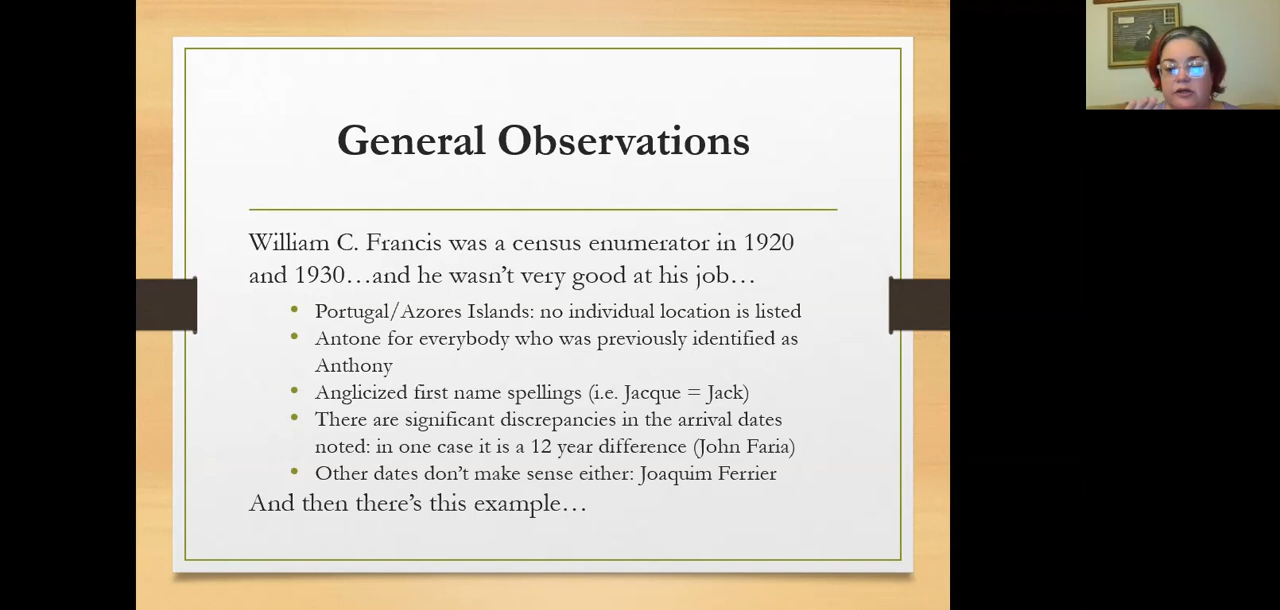 General Observations
William C. Francis was a census enumerator in 1920
and 1930…and he wasn’t very good at his job…
• Portugal/Azores Islands: no individual location is listed
• Antone for everybody who was previously identified as
Anthony
• Anglicized first name spellings (i.e. Jacque = Jack)
• There are significant discrepancies in the arrival dates
noted: in one case it is a 12 year difference (John Faria)
• Other dates don’t make sense either: Joaquim Ferrier
And then there’s this example…